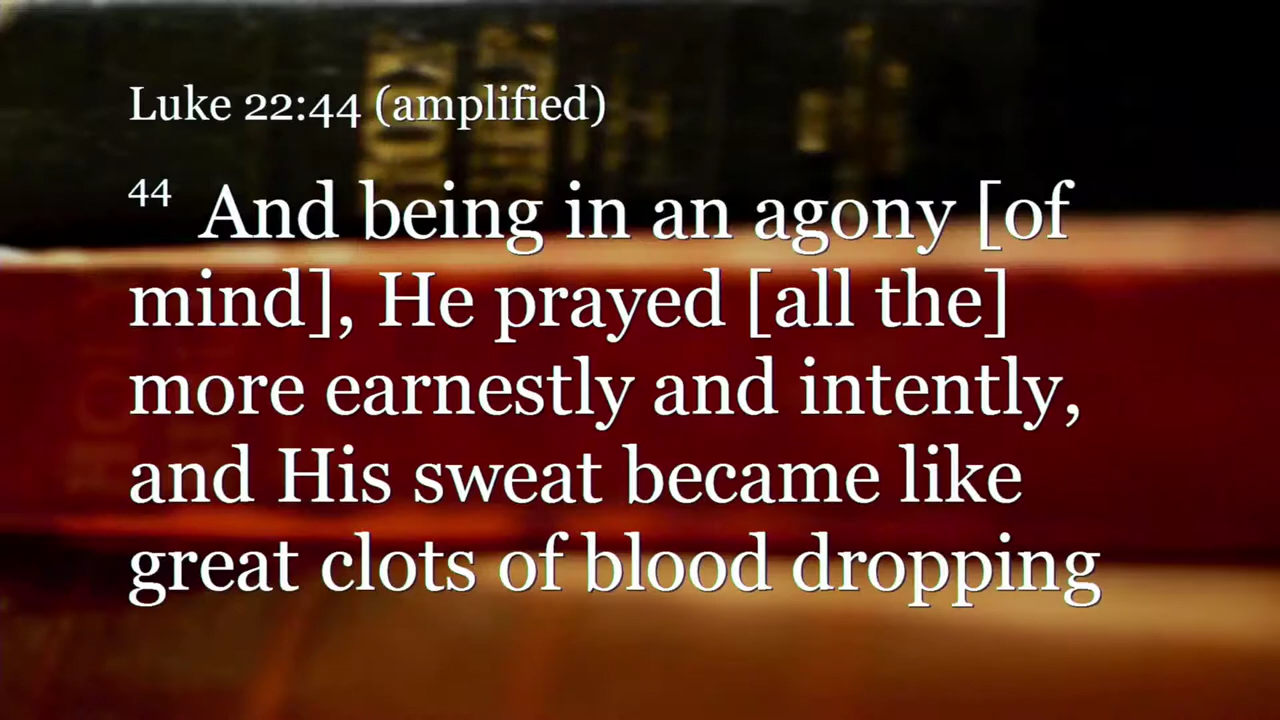 Luke 22:44 (amplified)
44 And being in an agony [of
mind], He prayed [all the]
more earnestly and intently,
and His sweat became like
great clots of blood dropping